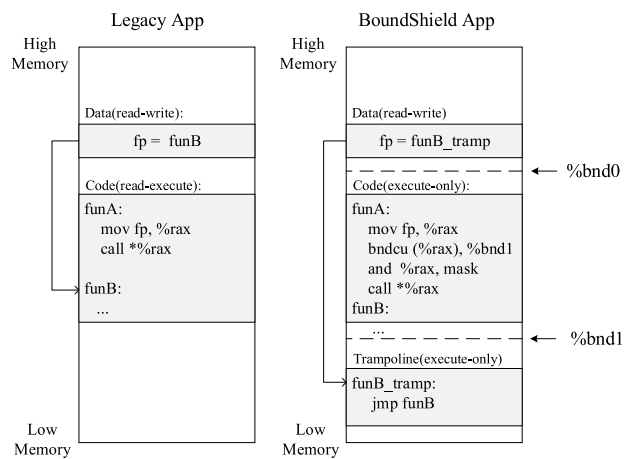 Legacy App
High
Memory
Data(read-write):
fp = funB
Code(read-execute):
funA:
mov fp, %rax
call *%rax
funB:
...
Low
Memory
BoundShield App
High
Memory
Data(read-write)
fp = funB_tramp
%bnd0
Code(execute-only)
funA:
mov fp, %rax
bndcu (%rax), %bnd1
and %rax, mask
call *%rax
funB:
...
%bnd1
Trampoline(execute-only)
funB_tramp:
jmp funB
Low
Memory